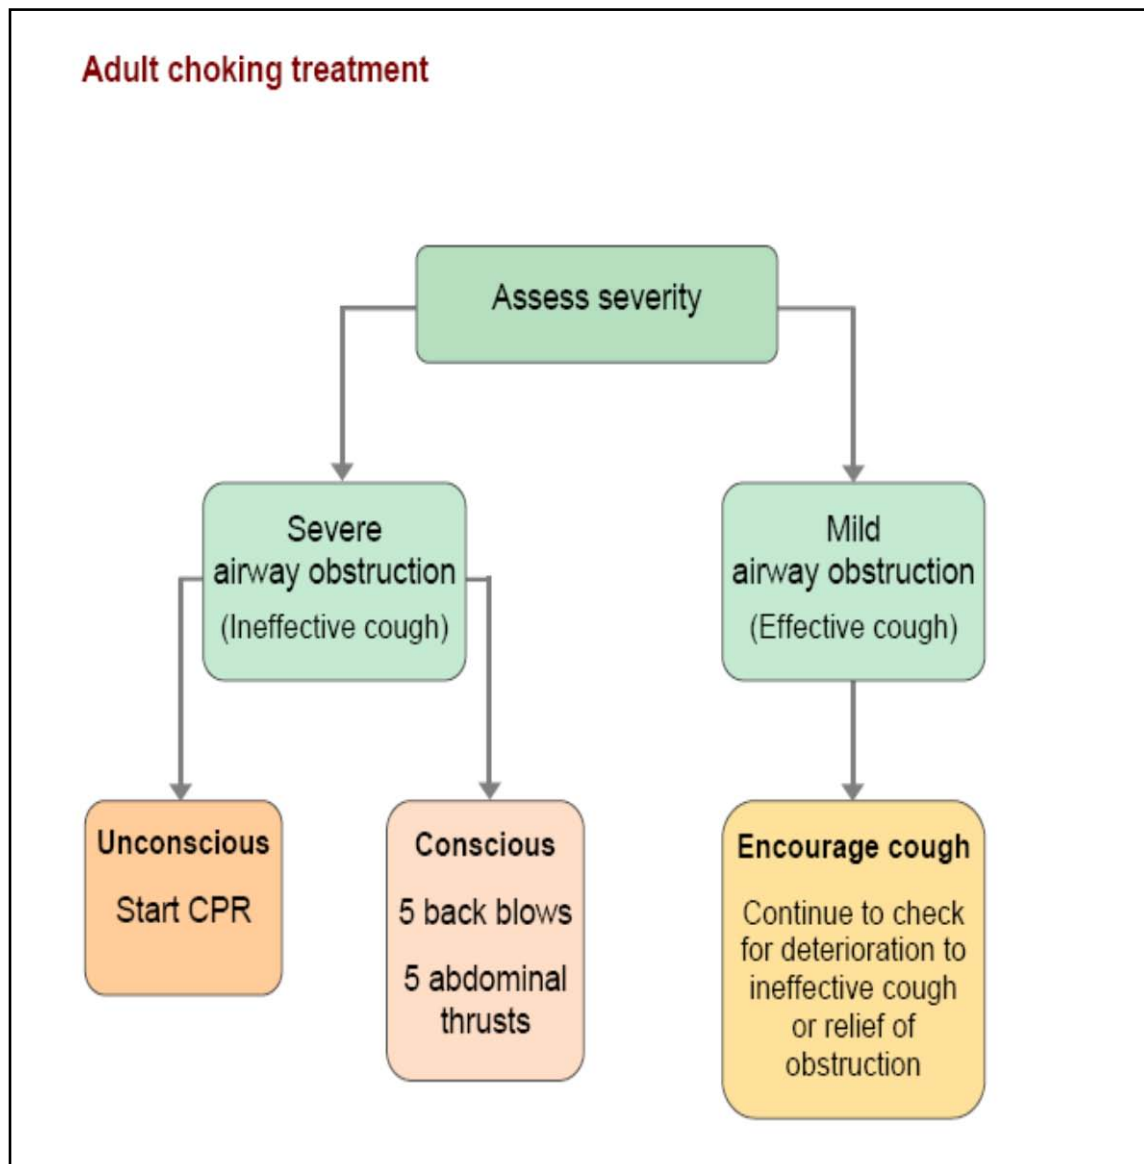 Adult choking treatment
Assess severity
Severe
airway obstruction
(Ineffective cough)
Mild
airway obstruction
(Effective cough)
Unconscious
Start CPR
Conscious
5 back blows
5 abdominal
thrusts
Encourage cough
Continue to check
for deterioration to
ineffective cough
or relief of
obstruction